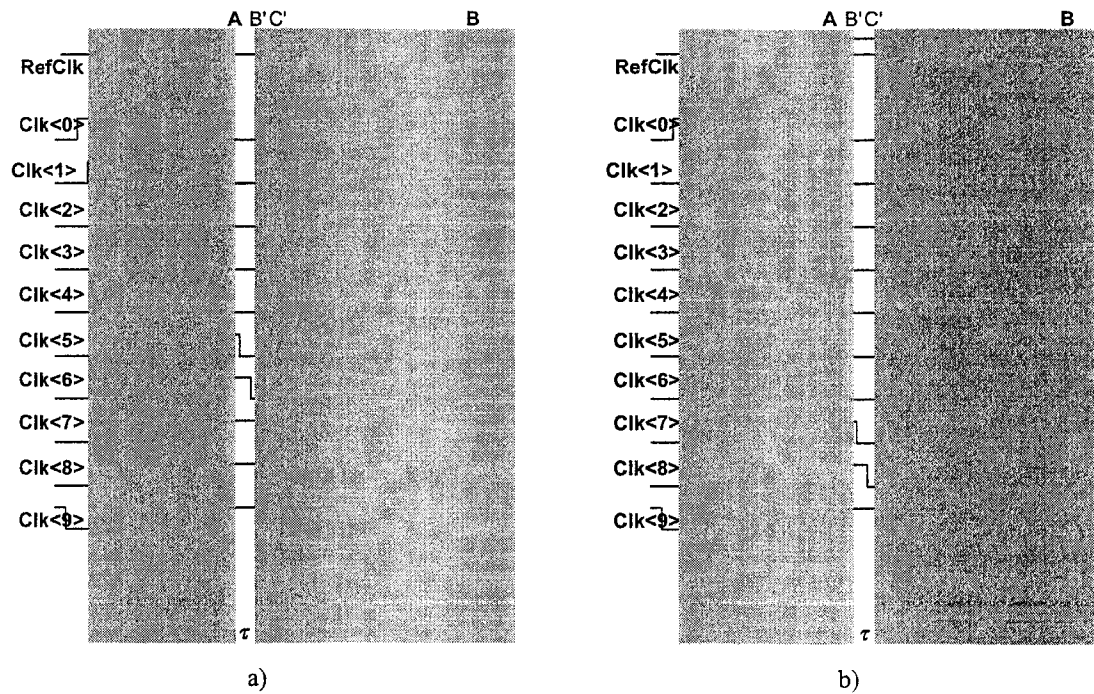 A B' C' B
RefClk
Clk<0>
Clk<1>
Clk<2>
Clk<3>
Clk<4>
Clk<5>
Clk<6>
Clk<7>
Clk<8>
Clk<9>
τ
a)
A B' C' B
RefClk
Clk<0>
Clk<1>
Clk<2>
Clk<3>
Clk<4>
Clk<5>
Clk<6>
Clk<7>
Clk<8>
Clk<9>
τ
b)